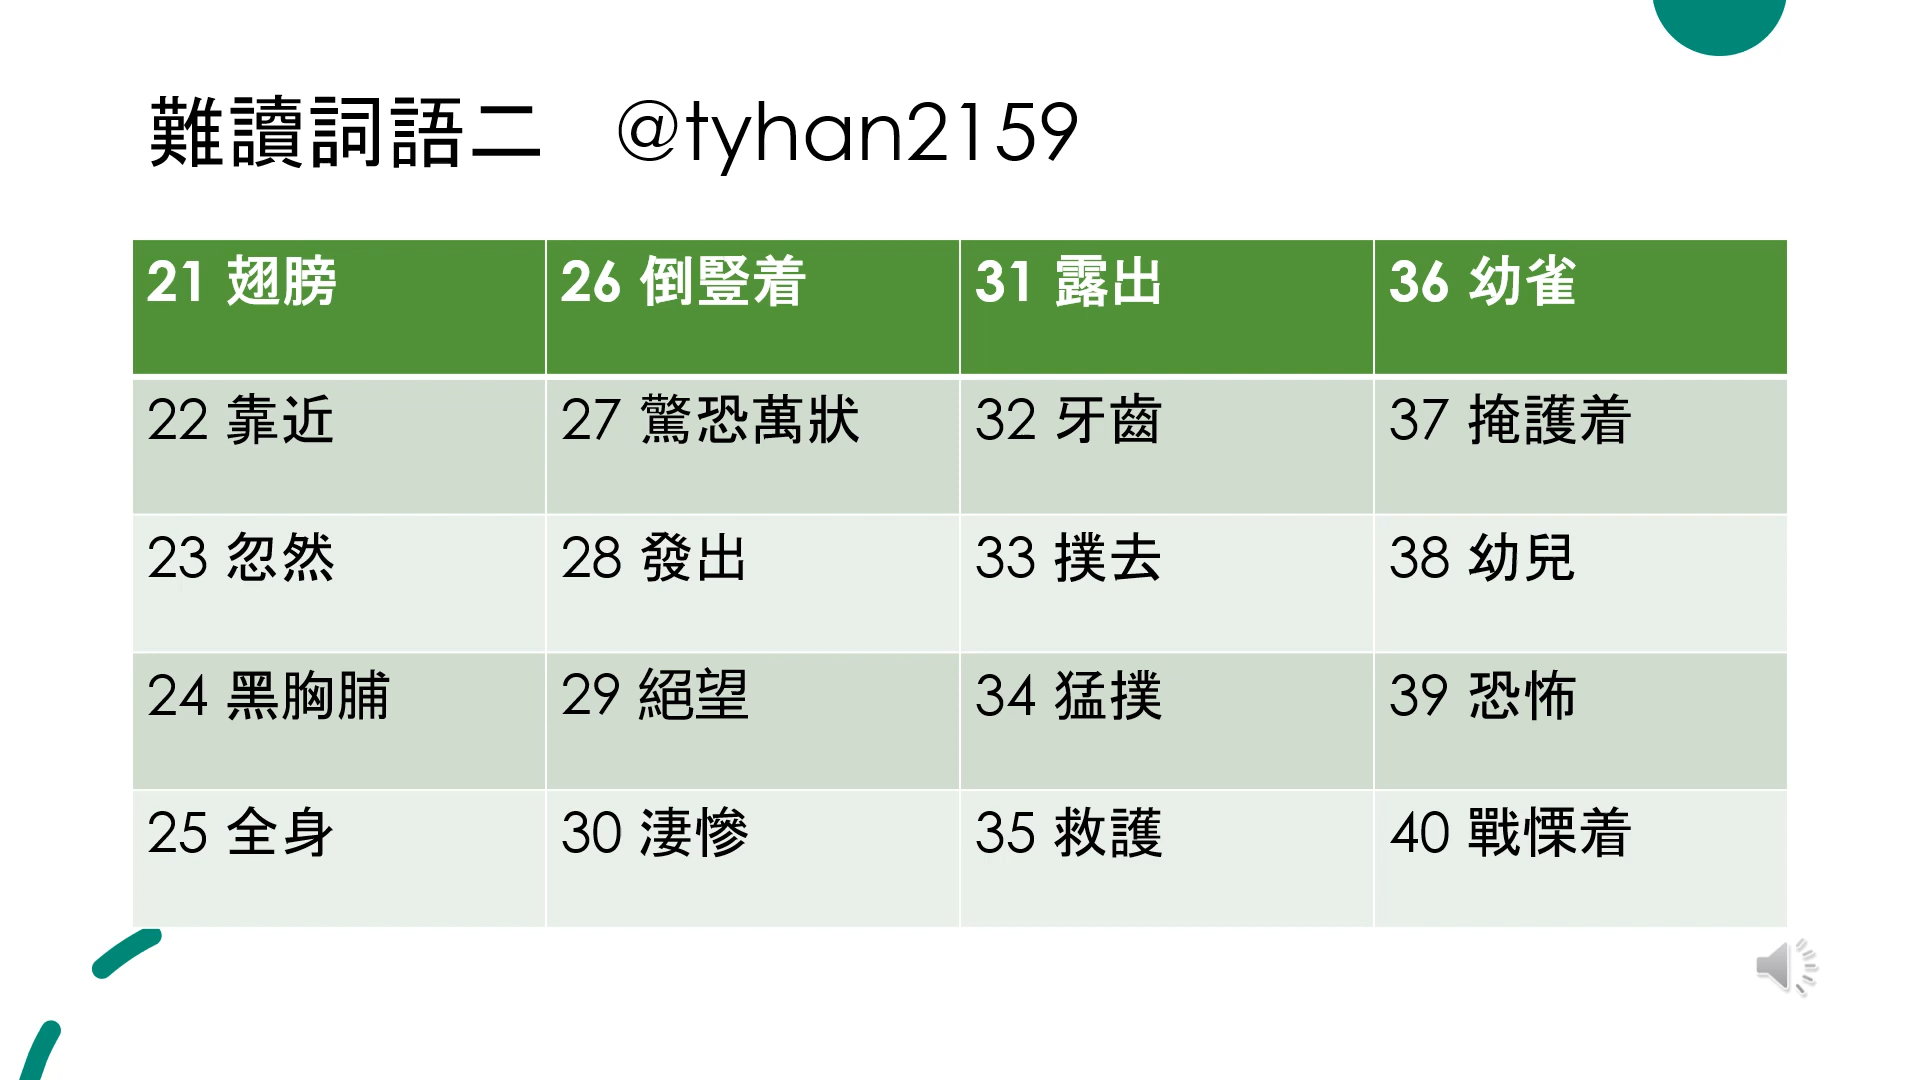 難讀詞語二 @tyhan2159
21 翅膀 26 倒豎着 31 露出 36 幼雀
22 靠近 27 驚恐萬狀 32 牙齒 37 掩護着
23 忽然 28 發出 33 撲去 38 幼兒
24 黑胸脯 29 絕望 34 猛撲 39 恐怖
25 全身 30 淒慘 35 救護 40 戰慄着